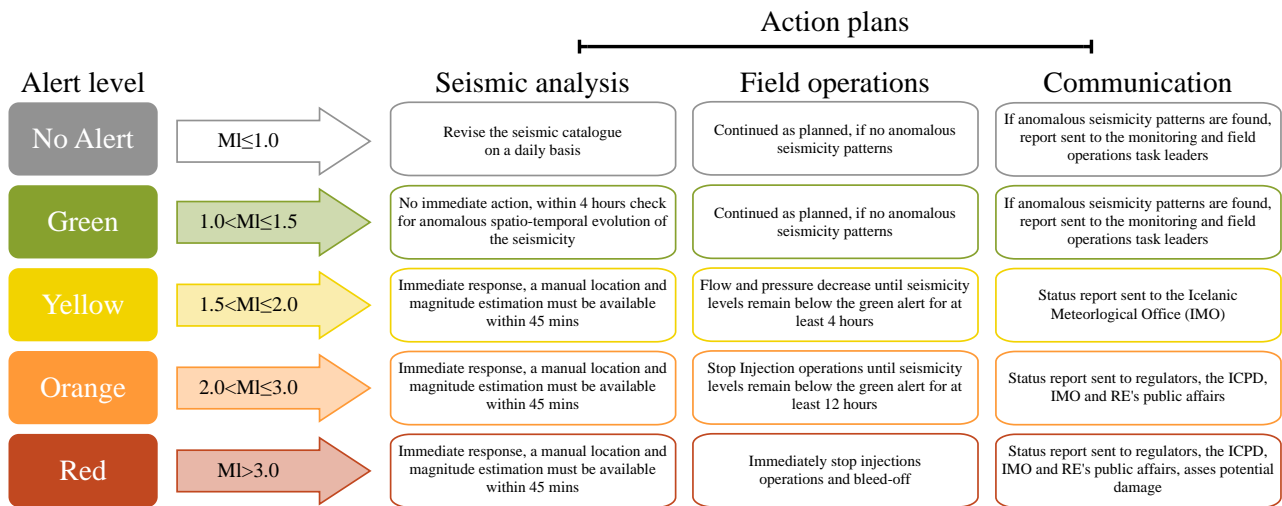 Action plans
Alert level
Seismic analysis
Field operations
Communication
No Alert
Ml≤1.0
Revise the seismic catalogue
on a daily basis
Continued as planned, if no anomalous
seismicity patterns
If anomalous seismicity patterns are found,
report sent to the monitoring and field
operations task leaders
Green
1.0<Ml≤1.5
No immediate action, within 4 hours check
for anomalous spatio-temporal evolution of
the seismicity
Continued as planned, if no anomalous
seismicity patterns
If anomalous seismicity patterns are found,
report sent to the monitoring and field
operations task leaders
Yellow
1.5<Ml≤2.0
Immediate response, a manual location and
magnitude estimation must be available
within 45 mins
Flow and pressure decrease until seismicity
levels remain below the green alert for at
least 4 hours
Status report sent to the Icelanic
Meteorlogical Office (IMO)
Orange
2.0<Ml≤3.0
Immediate response, a manual location and
magnitude estimation must be available
within 45 mins
Stop Injection operations until seismicity
levels remain below the green alert for at
least 12 hours
Status report sent to regulators, the ICPD,
IMO and RE's public affairs
Red
Ml>3.0
Immediate response, a manual location and
magnitude estimation must be available
within 45 mins
Immediately stop injections
operations and bleed-off
Status report sent to regulators, the ICPD,
IMO and RE's public affairs, asses potential
damage